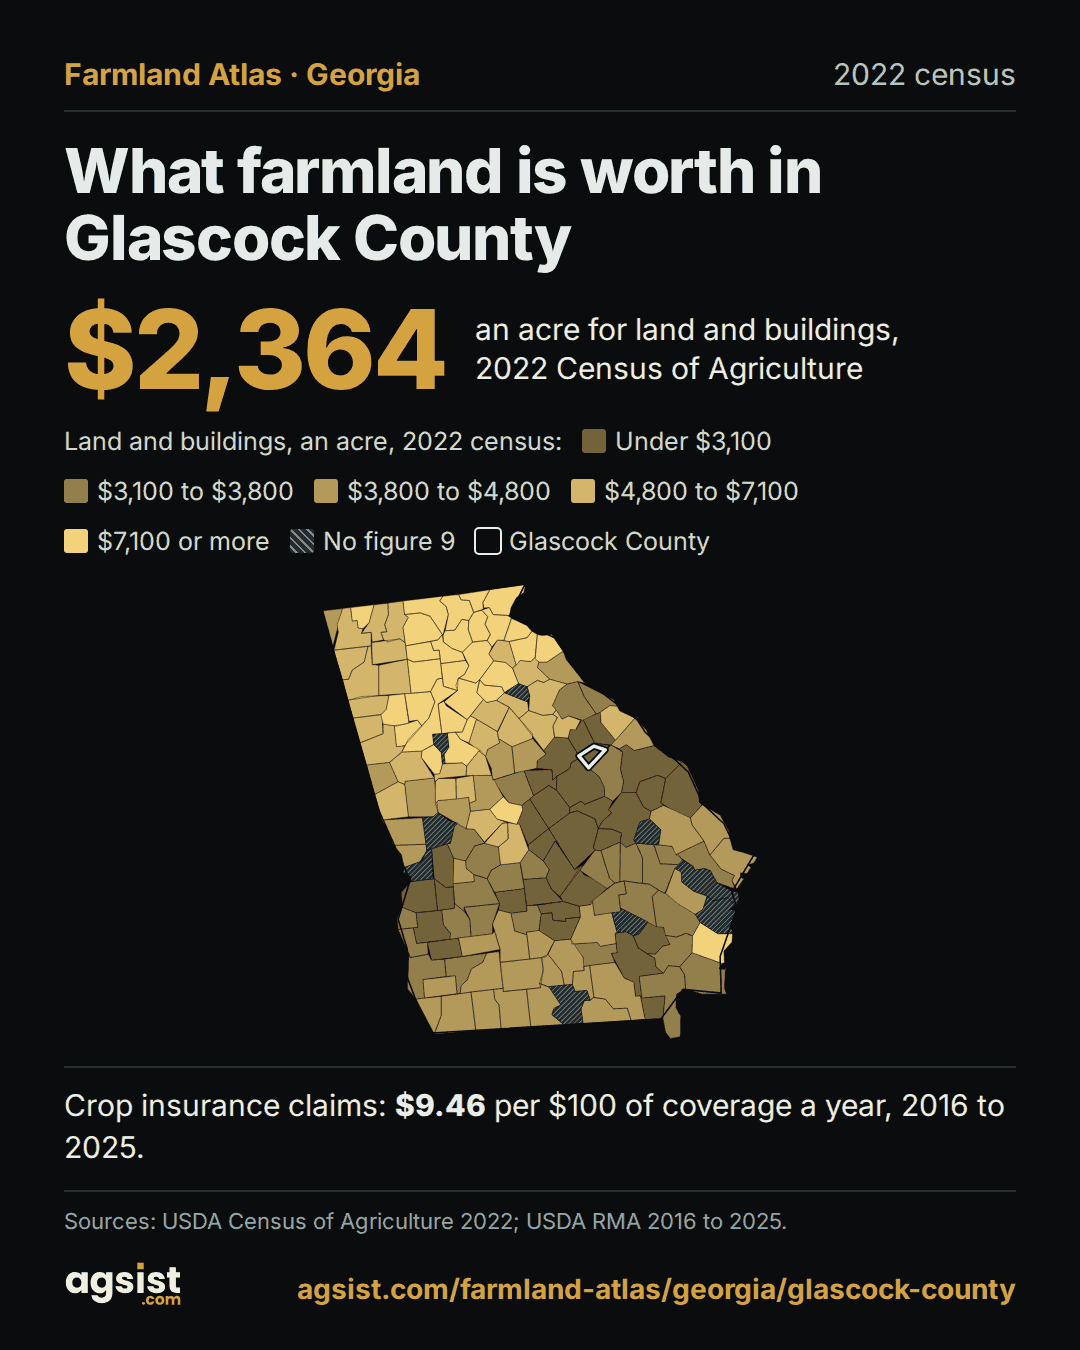 Farmland Atlas · Georgia
2022 census
What farmland is worth in
Glascock County
$2,364
an acre for land and buildings,
2022 Census of Agriculture
Land and buildings, an acre, 2022 census: Under $3,100
$3,100 to $3,800 $3,800 to $4,800 $4,800 to $7,100
$7,100 or more No figure 9 Glascock County
Crop insurance claims: $9.46 per $100 of coverage a year, 2016 to
2025.
Sources: USDA Census of Agriculture 2022; USDA RMA 2016 to 2025.
agsist
.com
agsist.com/farmland-atlas/georgia/glascock-county